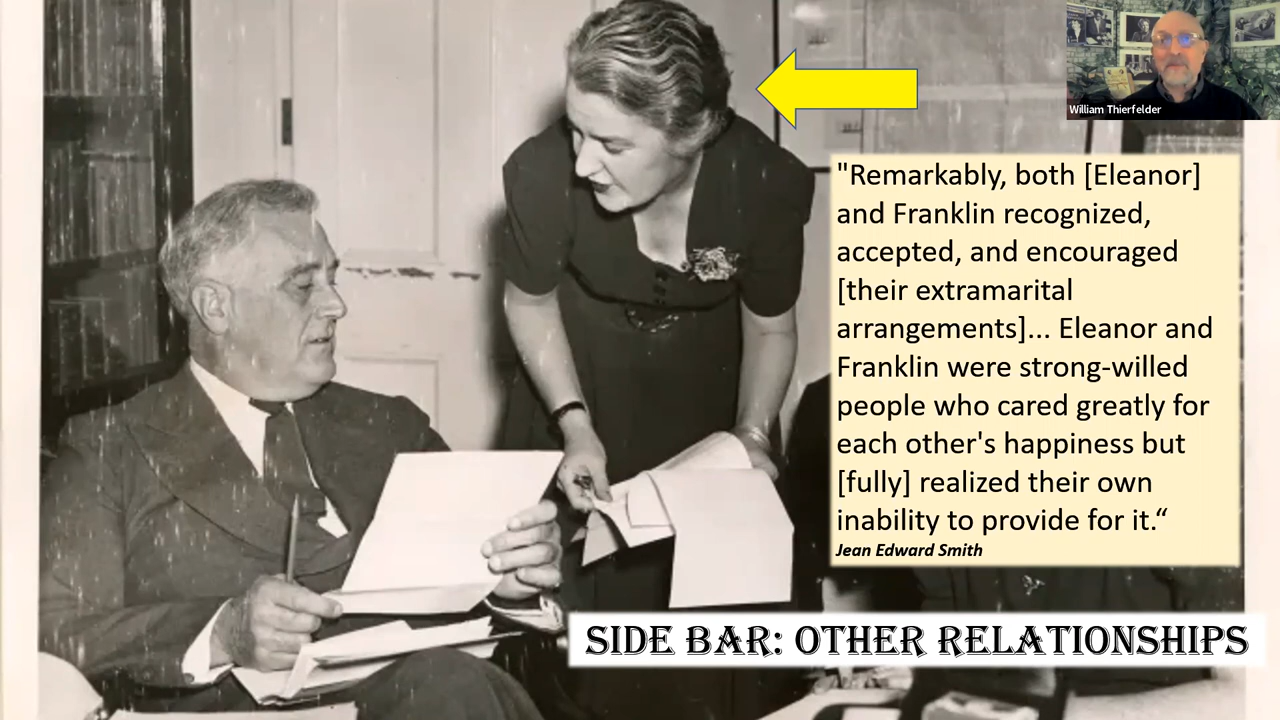 William Thierfelder
"Remarkably, both [Eleanor]
and Franklin recognized,
accepted, and encouraged
[their extramarital
arrangements]... Eleanor and
Franklin were strong-willed
people who cared greatly for
each other's happiness but
[fully] realized their own
inability to provide for it.“
Jean Edward Smith
SIDE BAR: OTHER RELATIONSHIPS